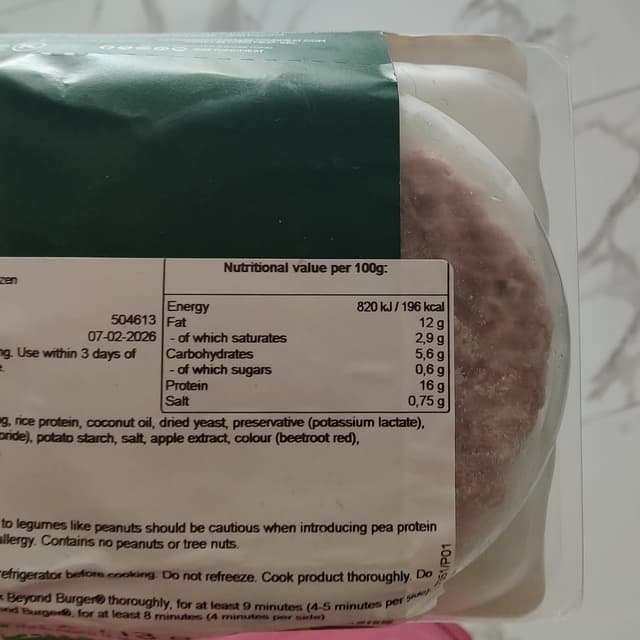 Nutritional value per 100g:
zen
Energy 820 kJ / 196 kcal
504613
Fat 12 g
07-02-2026
- of which saturates 2,9 g
ng. Use within 3 days of
Carbohydrates 5,6 g
- of which sugars 0,6 g
Protein 16 g
Salt 0,75 g
g, rice protein, coconut oil, dried yeast, preservative (potassium lactate),
oride), potato starch, salt, apple extract, colour (beetroot red),
to legumes like peanuts should be cautious when introducing pea protein
allergy. Contains no peanuts or tree nuts.
efrigerator before cooking. Do not refreeze. Cook product thoroughly. Do
Beyond Burger® thoroughly, for at least 9 minutes (4-5 minutes per
Burger®, for at least 8 minutes (4 minutes per side)
/P01